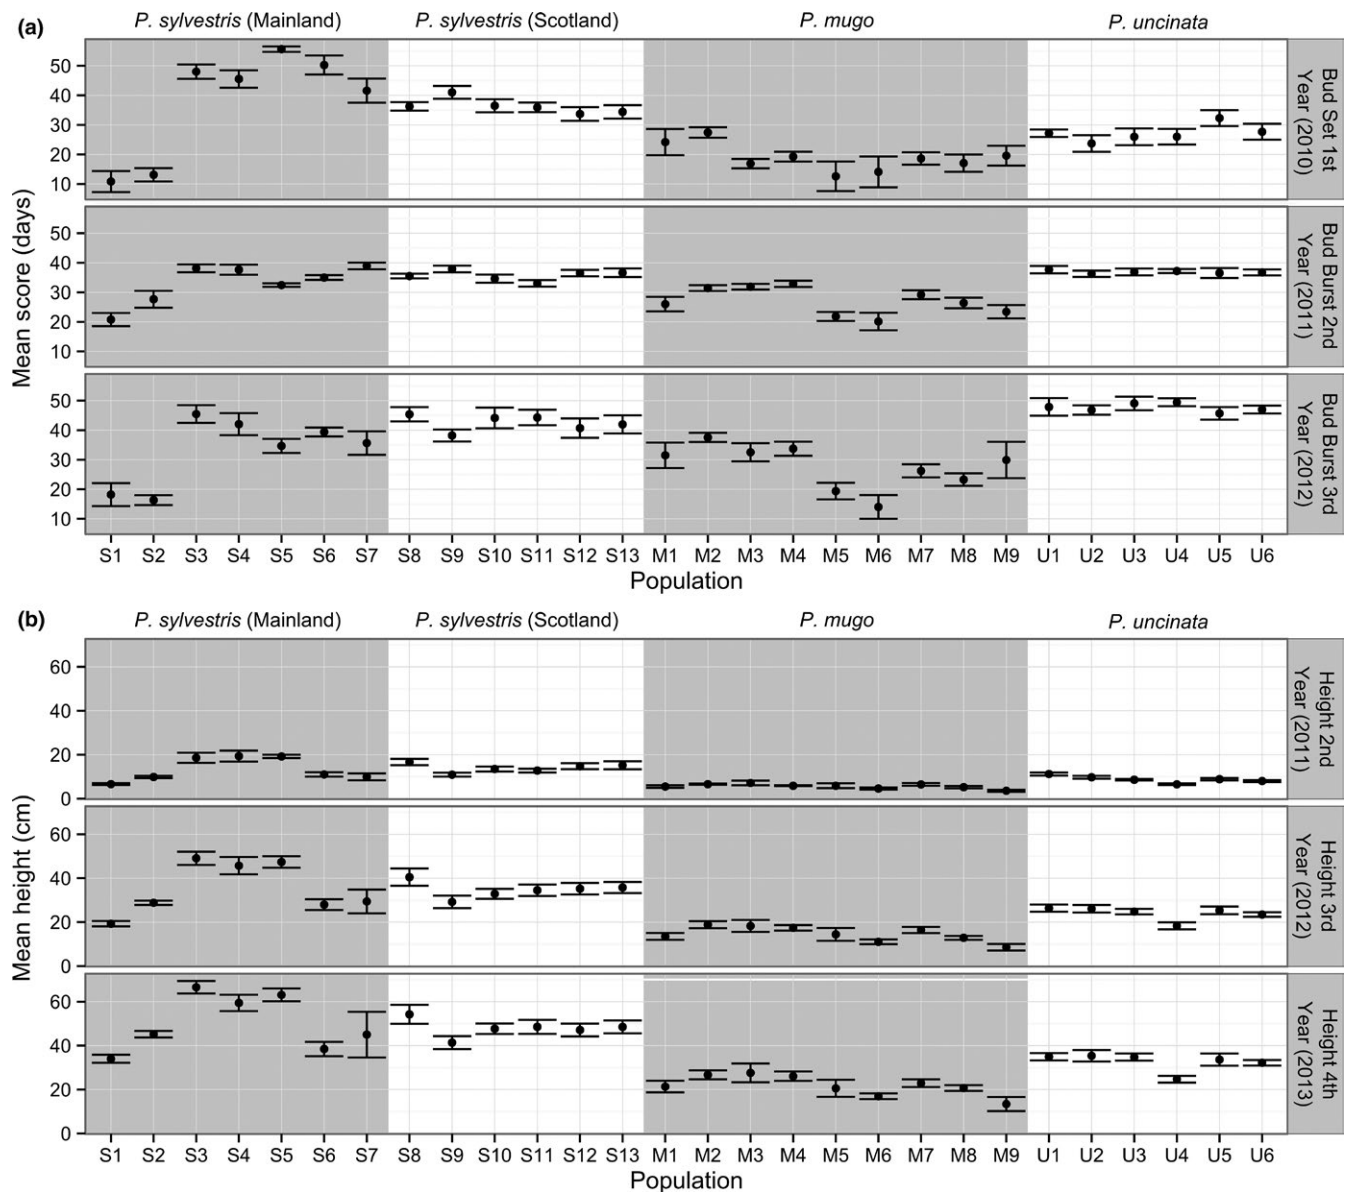 (a)
P. sylvestris (Mainland) P. sylvestris (Scotland) P. mugo P. uncinata
Mean score (days)
50
40
30
20
10
Bud Set 1st
Year (2010)
50
40
30
20
10
Bud Burst 2nd
Year (2011)
50
40
30
20
10
Bud Burst 3rd
Year (2012)
S1 S2 S3 S4 S5 S6 S7 S8 S9 S10 S11 S12 S13 M1 M2 M3 M4 M5 M6 M7 M8 M9 U1 U2 U3 U4 U5 U6
Population
(b)
P. sylvestris (Mainland) P. sylvestris (Scotland) P. mugo P. uncinata
Mean height (cm)
60
40
20
0
Height 2nd
Year (2011)
60
40
20
0
Height 3rd
Year (2012)
60
40
20
0
Height 4th
Year (2013)
S1 S2 S3 S4 S5 S6 S7 S8 S9 S10 S11 S12 S13 M1 M2 M3 M4 M5 M6 M7 M8 M9 U1 U2 U3 U4 U5 U6
Population